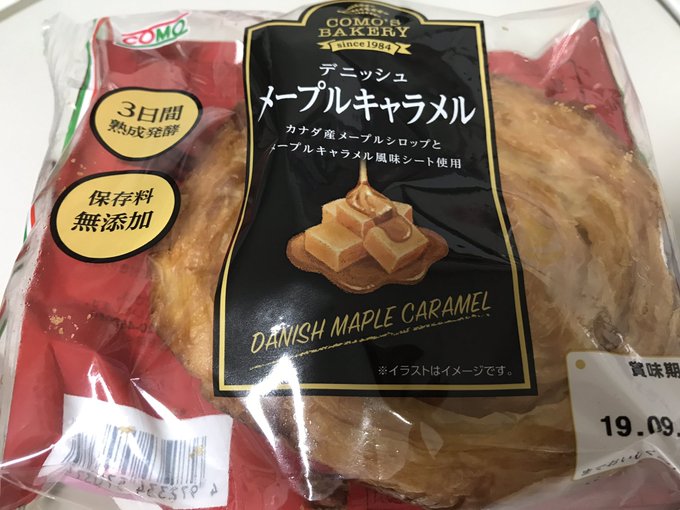 COMO
COMO'S
BAKERY
since1984
デニッシュ
メープルキャラメル
カナダ産メープルシロップと
メープルキャラメル風味シート使用
3日間
熟成発酵
保存料
無添加
DANISH MAPLE CARAMEL
※イラストはイメージです。
賞味期
19.09.